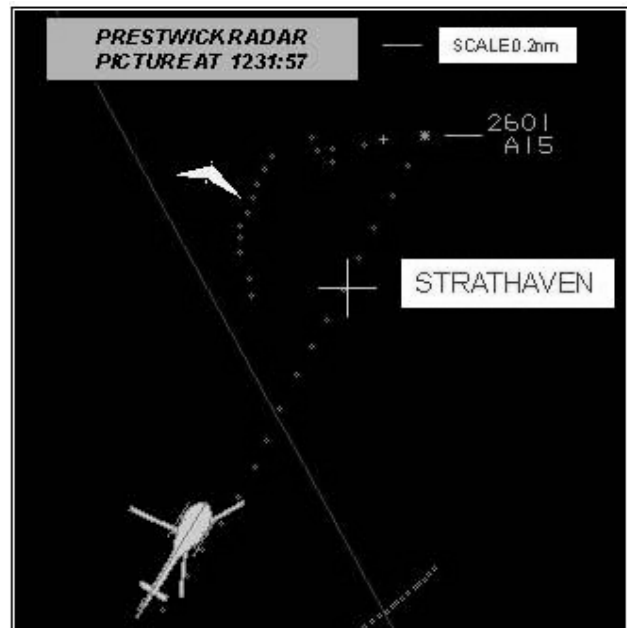 PRESTWICK RADAR
PICTURE AT 1231:57
SCALE 0.2nm
2601
A15
STRATHAVEN